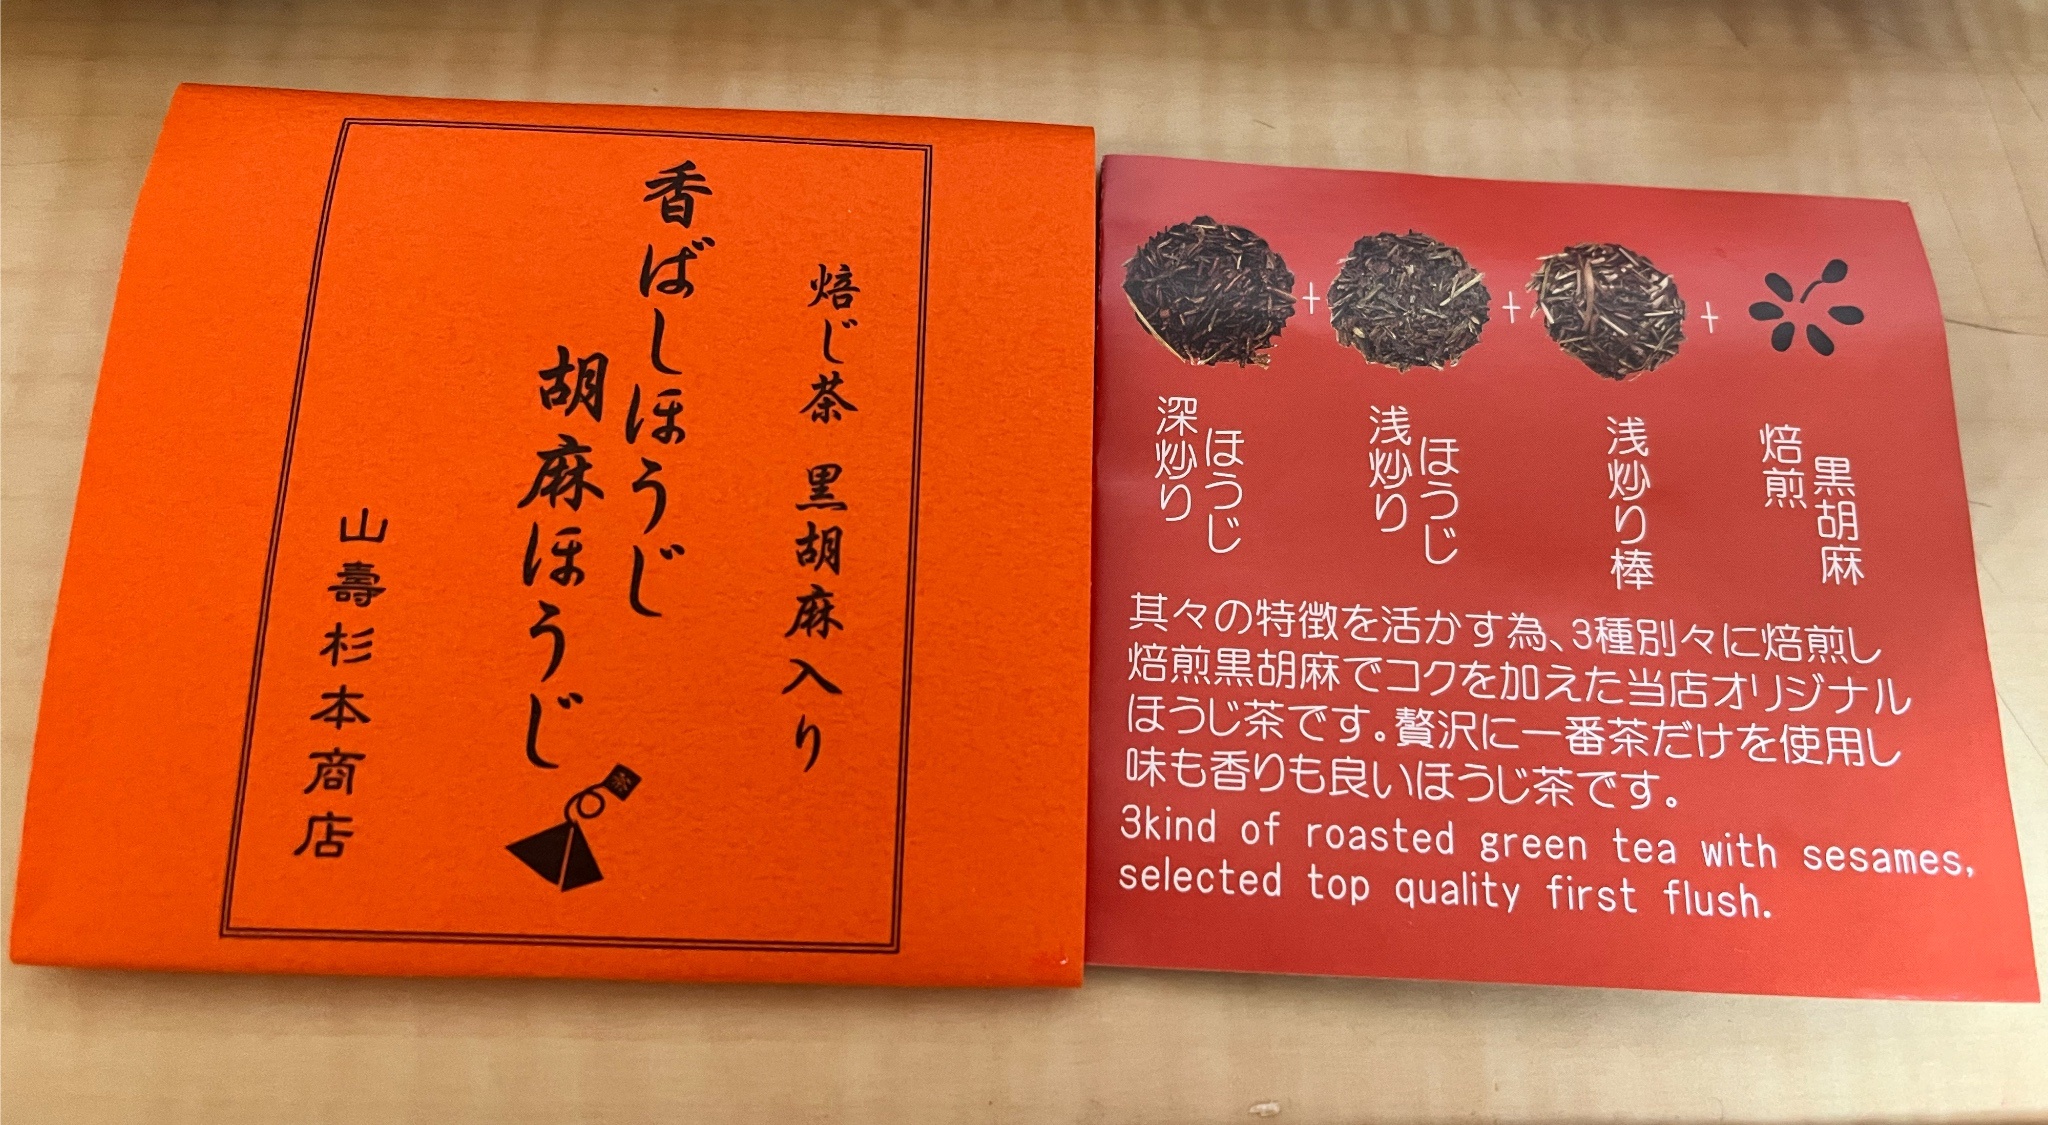 焙じ茶 黒胡麻入り
香ばしほうじ
胡麻ほうじ
茶
山壽杉本商店
+
+
+
ほうじ
深炒り
ほうじ
浅炒り
浅炒り棒
黒胡麻
焙煎
其々の特徴を活かす為、3種別々に焙煎し
焙煎黒胡麻でコクを加えた当店オリジナル
ほうじ茶です。贅沢に一番茶だけを使用し
味も香りも良いほうじ茶です。
3kind of roasted green tea with sesames,
selected top quality first flush.